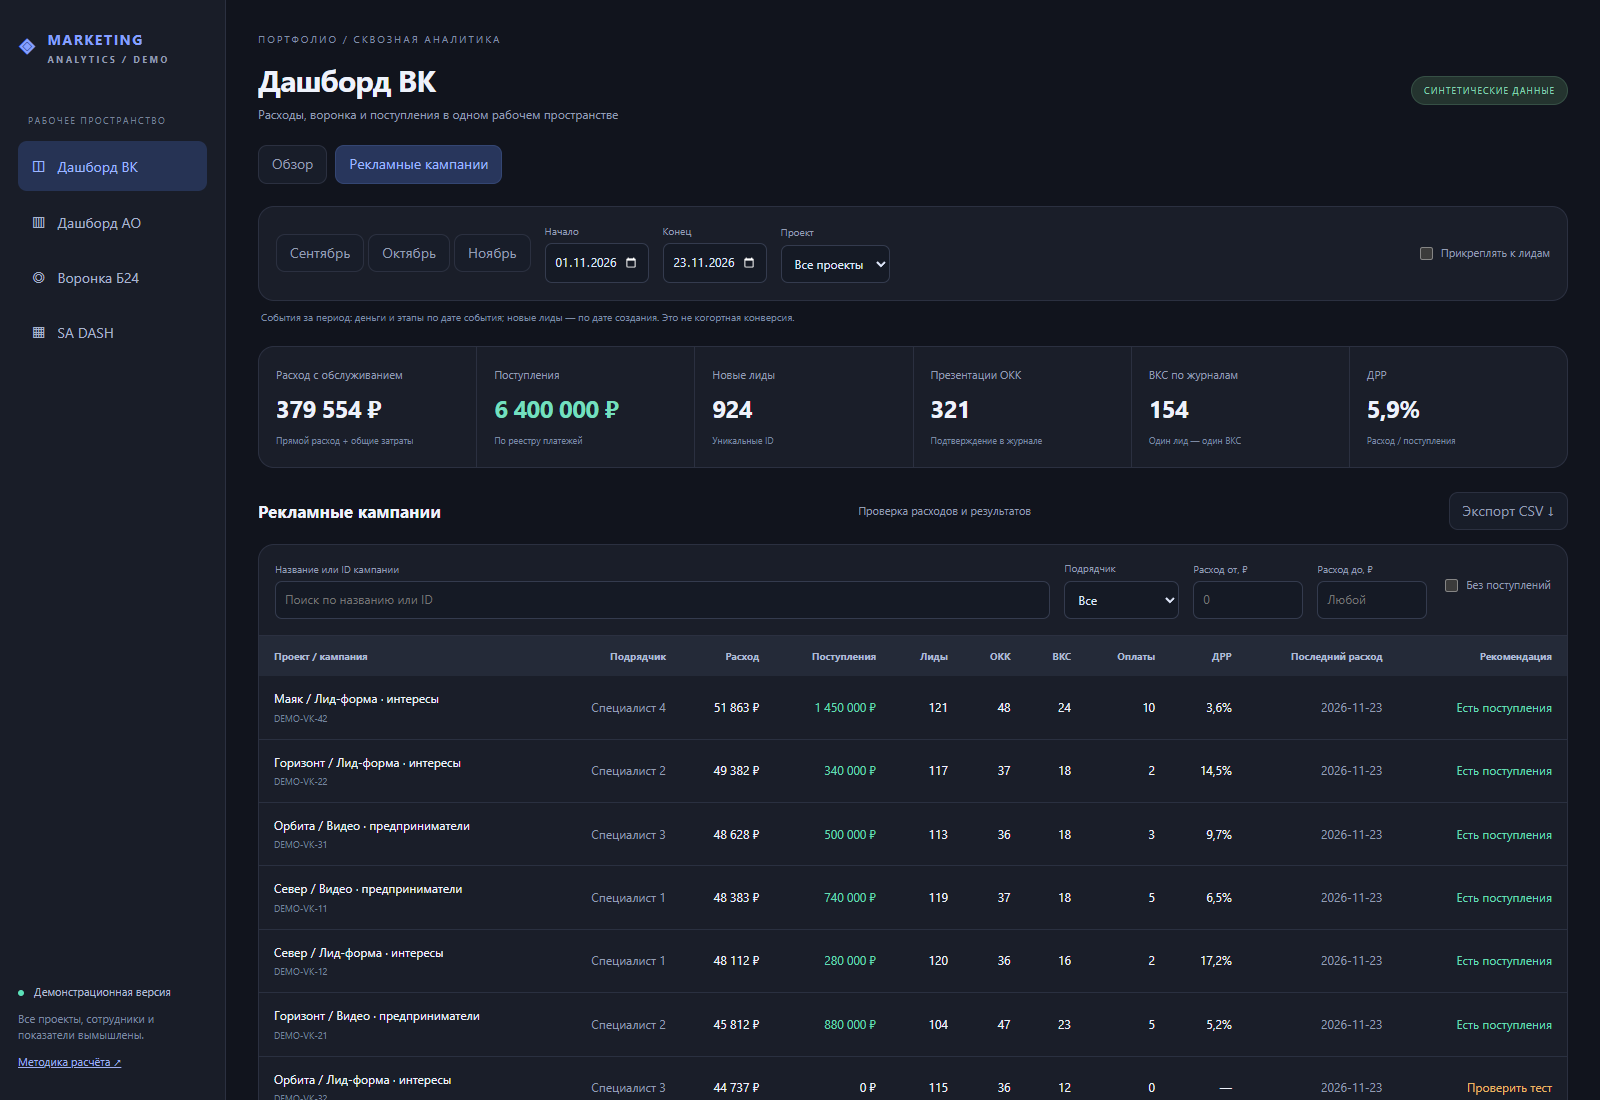 MARKETING
ANALYTICS / DEMO
РАБОЧЕЕ ПРОСТРАНСТВО
Дашборд ВК
Дашборд АО
Воронка Б24
SA DASH
Демонстрационная версия
Все проекты, сотрудники и
показатели вымышлены.
Методика расчёта ↗
ПОРТФОЛИО / СКВОЗНАЯ АНАЛИТИКА
Дашборд ВК
Расходы, воронка и поступления в одном рабочем пространстве
СИНТЕТИЧЕСКИЕ ДАННЫЕ
Обзор Рекламные кампании
Начало Конец Проект
Сентябрь Октябрь Ноябрь 01.11.2026 23.11.2026 Все проекты Прикреплять к лидам
События за период: деньги и этапы по дате события; новые лиды — по дате создания. Это не когортная конверсия.
Расход с обслуживанием Поступления Новые лиды Презентации ОКК ВКС по журналам ДРР
379 554 ₽ 6 400 000 ₽ 924 321 154 5,9%
Прямой расход + общие затраты По реестру платежей Уникальные ID Подтверждение в журнале Один лид — один ВКС Расход / поступления
Рекламные кампании Проверка расходов и результатов Экспорт CSV ↓
Название или ID кампании Подрядчик Расход от, ₽ Расход до, ₽
Поиск по названию или ID Все 0 Любой Без поступлений
Проект / кампания Подрядчик Расход Поступления Лиды ОКК ВКС Оплаты ДРР Последний расход Рекомендация
Маяк / Лид-форма · интересы
DEMO-VK-42
Специалист 4 51 863 ₽ 1 450 000 ₽ 121 48 24 10 3,6% 2026-11-23 Есть поступления
Горизонт / Лид-форма · интересы
DEMO-VK-22
Специалист 2 49 382 ₽ 340 000 ₽ 117 37 18 2 14,5% 2026-11-23 Есть поступления
Орбита / Видео · предприниматели
DEMO-VK-31
Специалист 3 48 628 ₽ 500 000 ₽ 113 36 18 3 9,7% 2026-11-23 Есть поступления
Север / Видео · предприниматели
DEMO-VK-11
Специалист 1 48 383 ₽ 740 000 ₽ 119 37 18 5 6,5% 2026-11-23 Есть поступления
Север / Лид-форма · интересы
DEMO-VK-12
Специалист 1 48 112 ₽ 280 000 ₽ 120 36 16 2 17,2% 2026-11-23 Есть поступления
Горизонт / Видео · предприниматели
DEMO-VK-21
Специалист 2 45 812 ₽ 880 000 ₽ 104 47 23 5 5,2% 2026-11-23 Есть поступления
Орбита / Лид-форма · интересы
DEMO-VK-32
Специалист 3 44 737 ₽ 0 ₽ 115 36 12 0 — 2026-11-23 Проверить тест